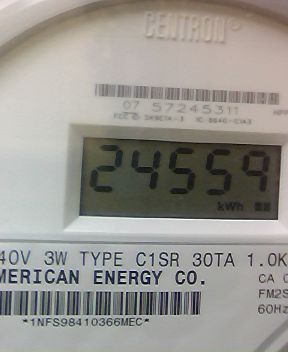 CENTRON®
07 57245311
24559
kWh
40V 3W TYPE C1SR 30TA 1.0K
MERICAN ENERGY CO.
CA
FM2S
60Hz
*1NFS98410366MEC*